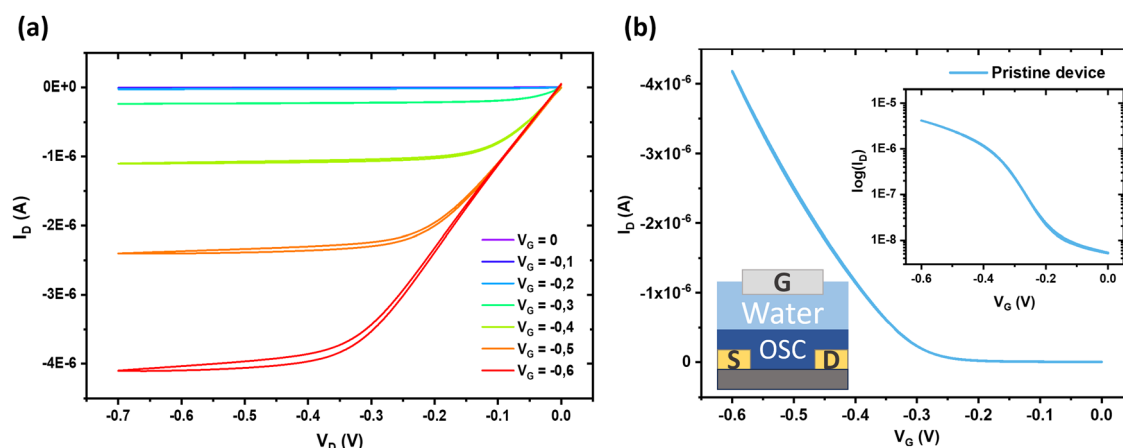 (a)
I_D (A)
0E+0
-1E-6
-2E-6
-3E-6
-4E-6
-0.7 -0.6 -0.5 -0.4 -0.3 -0.2 -0.1 0.0
V_D (V)
V_G = 0
V_G = -0,1
V_G = -0,2
V_G = -0,3
V_G = -0,4
V_G = -0,5
V_G = -0,6
(b)
I_D (A)
-4x10^-6
-3x10^-6
-2x10^-6
-1x10^-6
0
-0.6 -0.5 -0.4 -0.3 -0.2 -0.1 0.0
V_G (V)
Pristine device
log(I_D)
1E-5
1E-6
1E-7
1E-8
-0.6 -0.4 -0.2 0.0
V_G (V)
G
Water
S OSC D